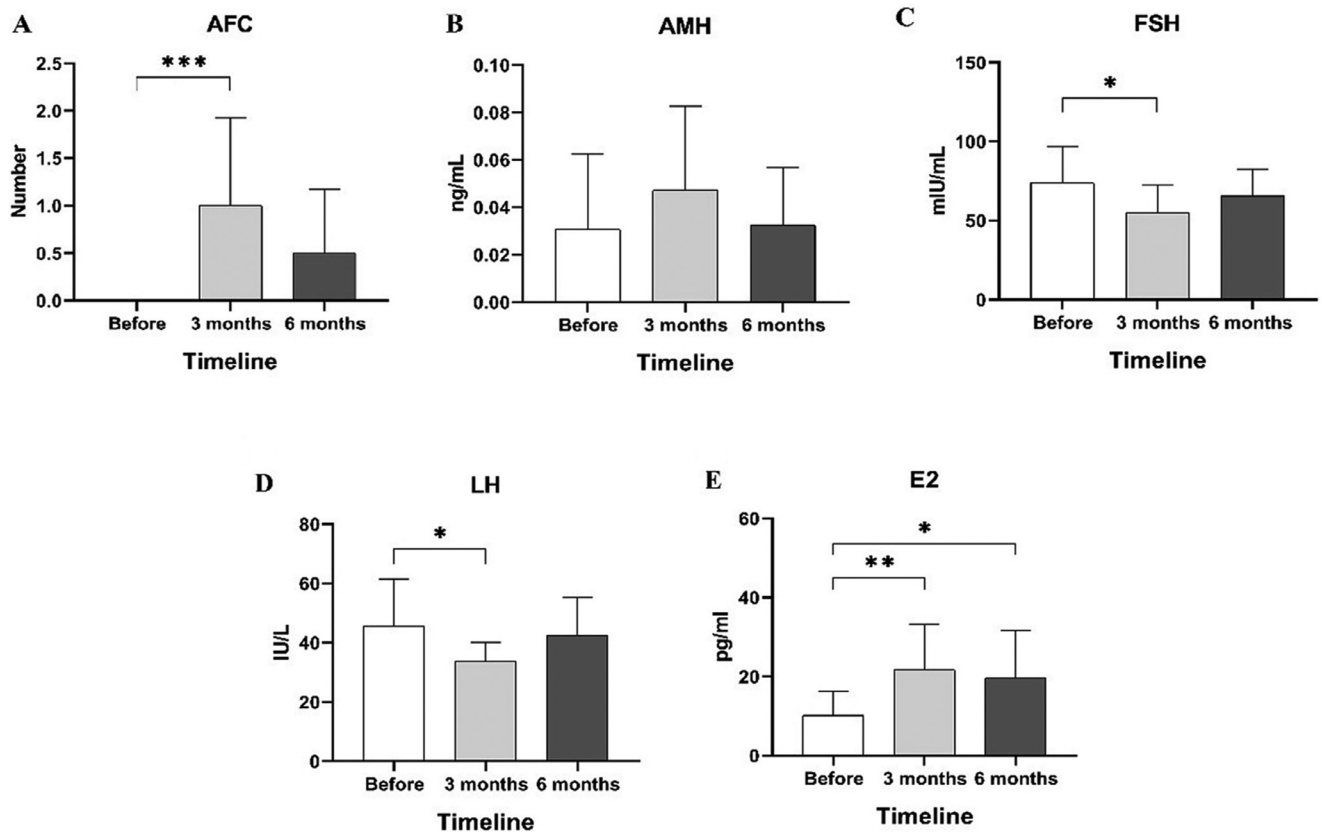 A
AFC
***
2.5
2.0
1.5
1.0
0.5
0.0
Number
Before
3 months
6 months
Timeline
B
AMH
0.10
0.08
0.06
0.04
0.02
0.00
ng/mL
Before
3 months
6 months
Timeline
C
FSH
*
150
100
50
0
mIU/mL
Before
3 months
6 months
Timeline
D
LH
*
80
60
40
20
0
IU/L
Before
3 months
6 months
Timeline
E
E2
*
**
60
40
20
0
pg/ml
Before
3 months
6 months
Timeline